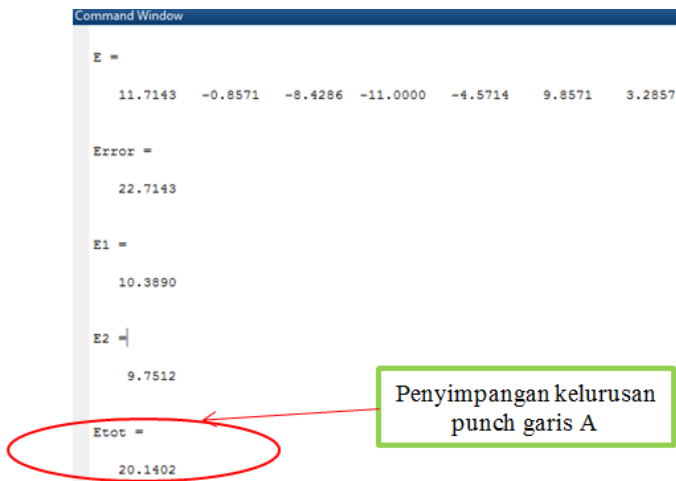 Command Window
E =
11.7143 -0.8571 -8.4286 -11.0000 -4.5714 9.8571 3.2857
Error =
22.7143
E1 =
10.3890
E2 =
9.7512
Penyimpangan kelurusan
punch garis A
Etot =
20.1402